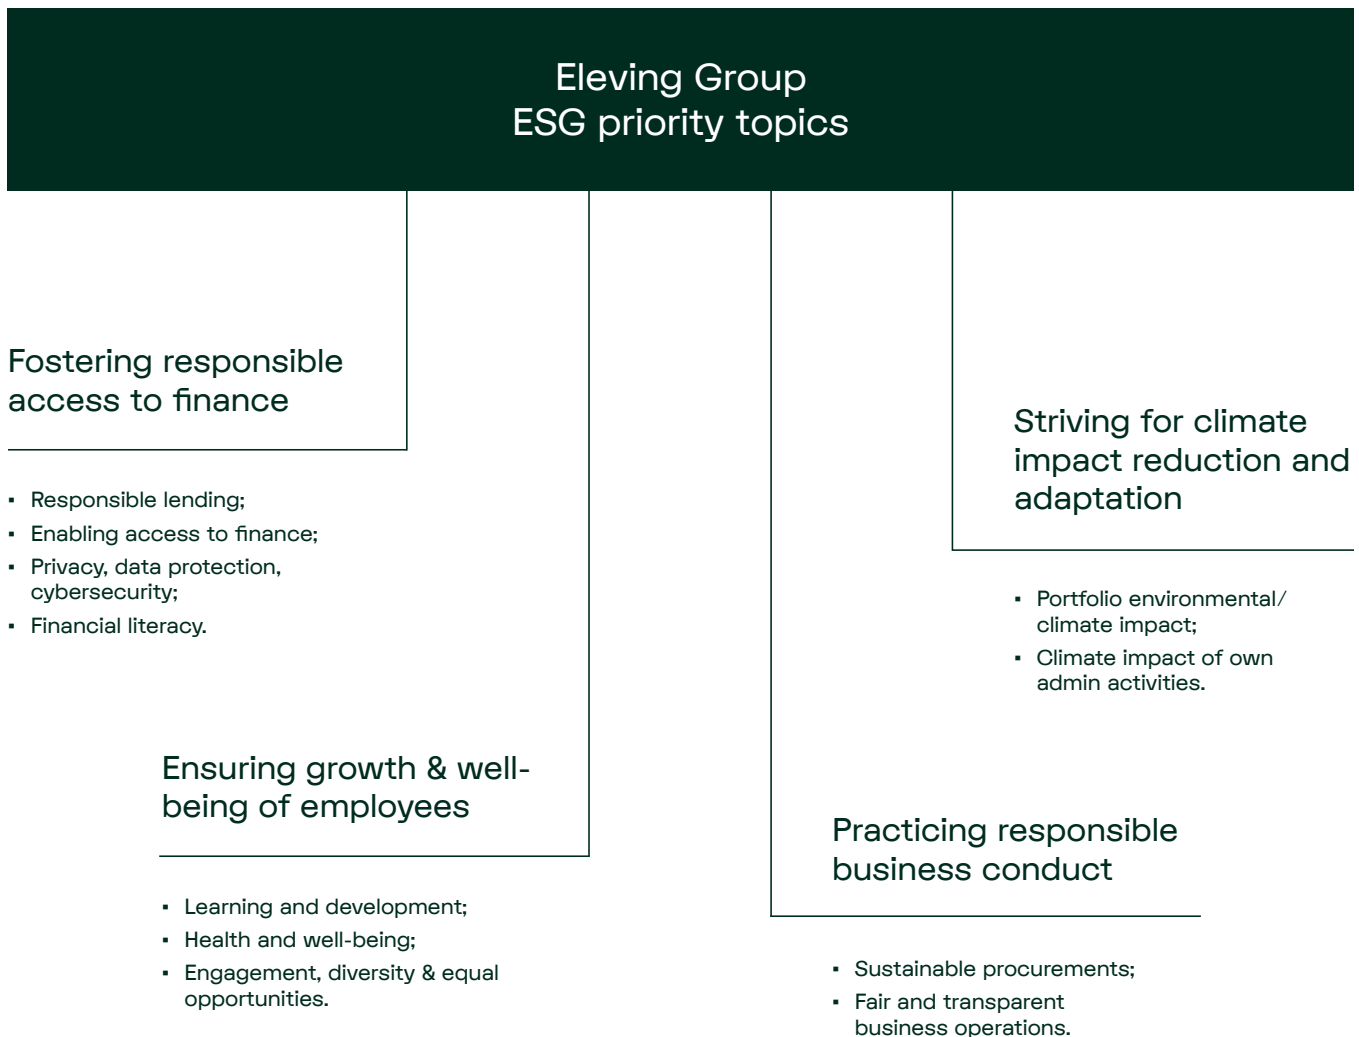 Eleving Group
ESG priority topics
Fostering responsible
access to finance
▪ Responsible lending;
▪ Enabling access to finance;
▪ Privacy, data protection,
cybersecurity;
▪ Financial literacy.
Ensuring growth & well-
being of employees
▪ Learning and development;
▪ Health and well-being;
▪ Engagement, diversity & equal
opportunities.
Practicing responsible
business conduct
▪ Sustainable procurements;
▪ Fair and transparent
business operations.
Striving for climate
impact reduction and
adaptation
▪ Portfolio environmental/
climate impact;
▪ Climate impact of own
admin activities.